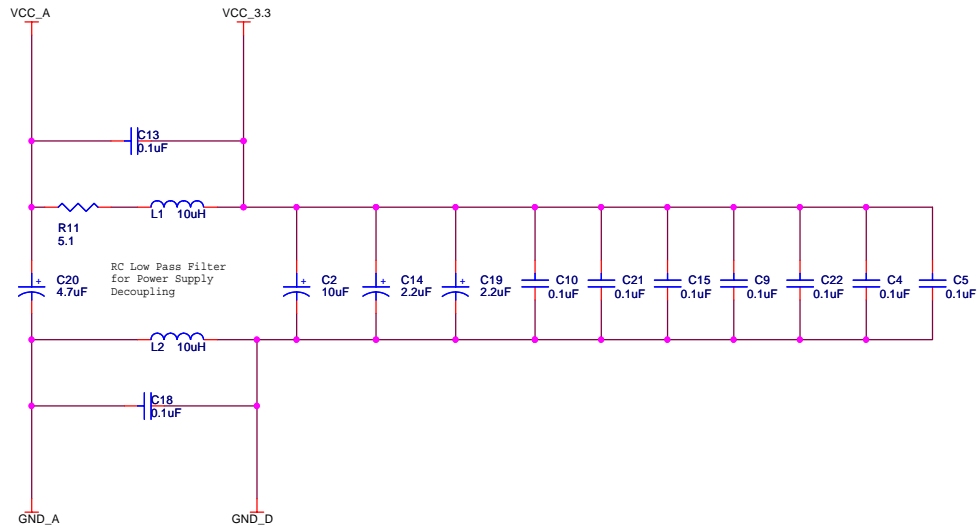 VCC_A
VCC_3.3
C13
0.1uF
L1 10uH
R11
5.1
RC Low Pass Filter
for Power Supply
Decoupling
C20
4.7uF
+
C2
10uF
+
C14
2.2uF
+
C19
2.2uF
+
C10
0.1uF
C21
0.1uF
C15
0.1uF
C9
0.1uF
C22
0.1uF
C4
0.1uF
C5
0.1uF
L2 10uH
C18
0.1uF
GND_A
GND_D